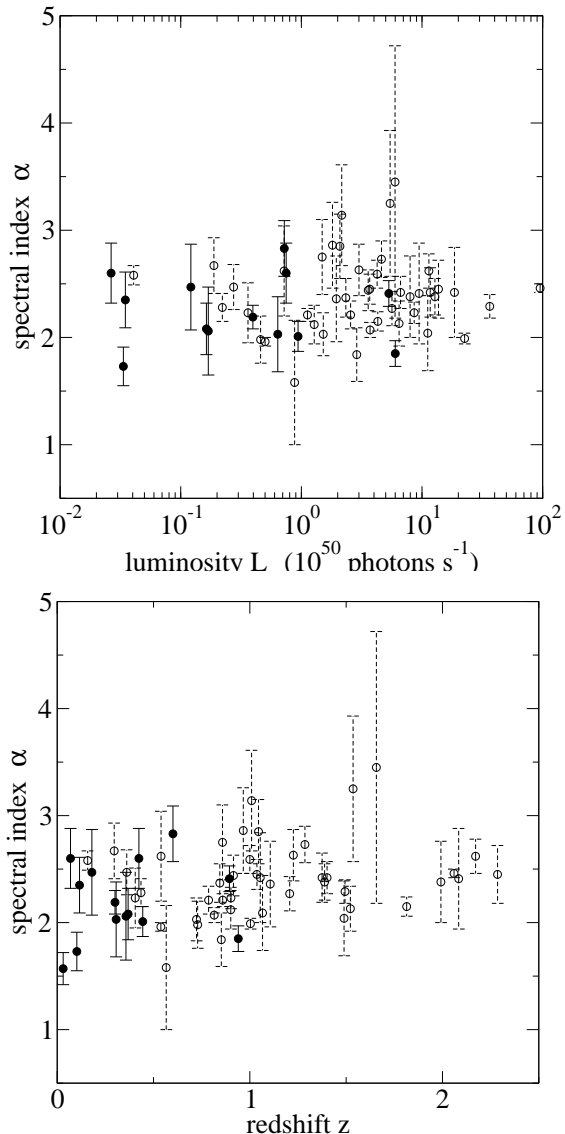 5
4
3
2
1
spectral index α
10^-2 10^-1 10^0 10^1 10^2
luminosity L (10^50 photons s^-1)
5
4
3
2
1
spectral index α
0 1 2
redshift z